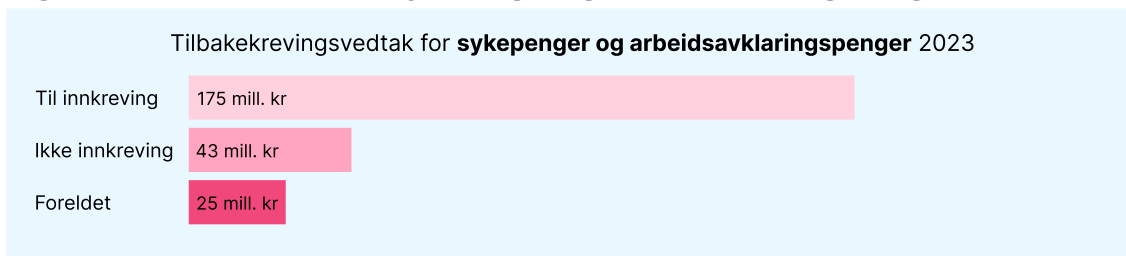 Tilbakekrevingsvedtak for sykepenger og arbeidsavklaringspenger 2023
Til innkreving 175 mill. kr
Ikke innkreving 43 mill. kr
Foreldet 25 mill. kr